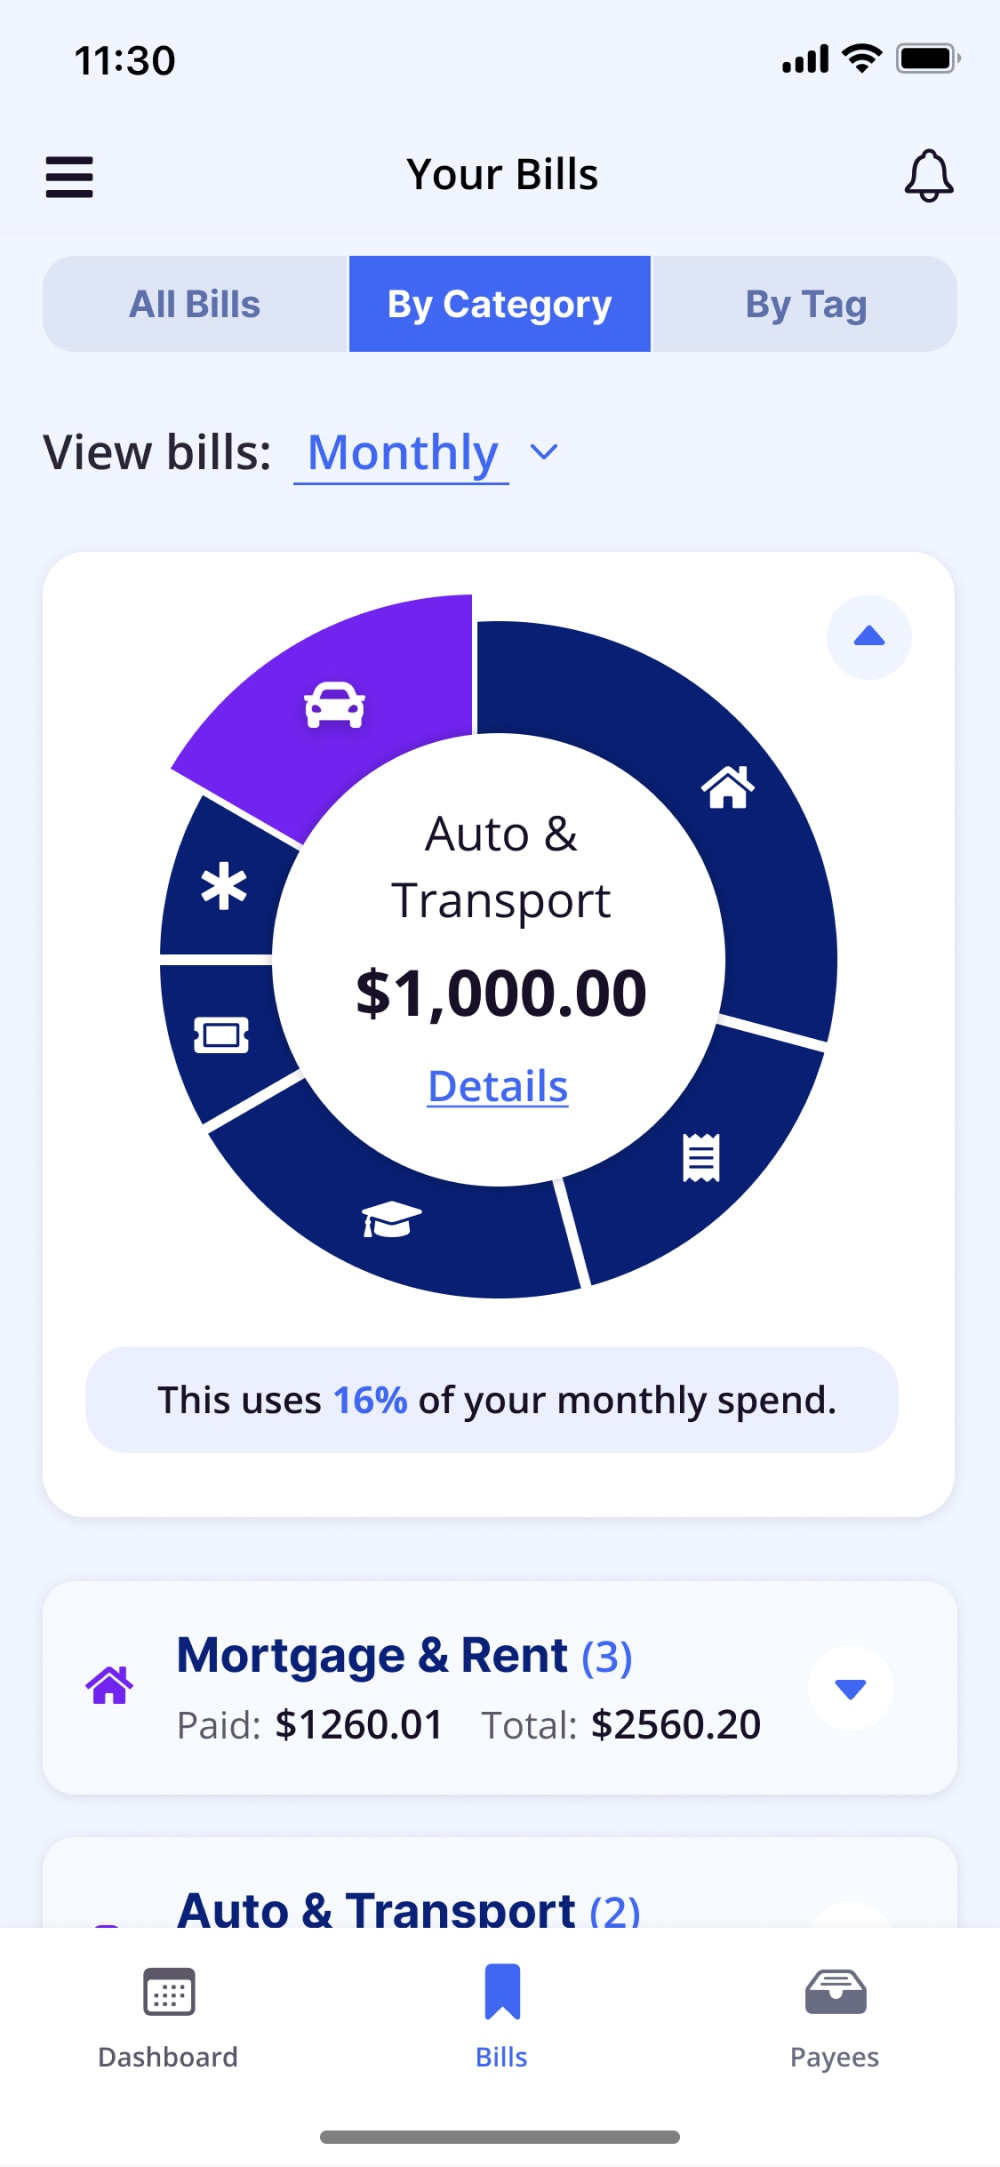 11:30
Your Bills
All Bills
By Category
By Tag
View bills: Monthly
Auto &
Transport
$1,000.00
Details
This uses 16% of your monthly spend.
Mortgage & Rent (3)
Paid: $1260.01 Total: $2560.20
Auto & Transport (2)
Dashboard
Bills
Payees